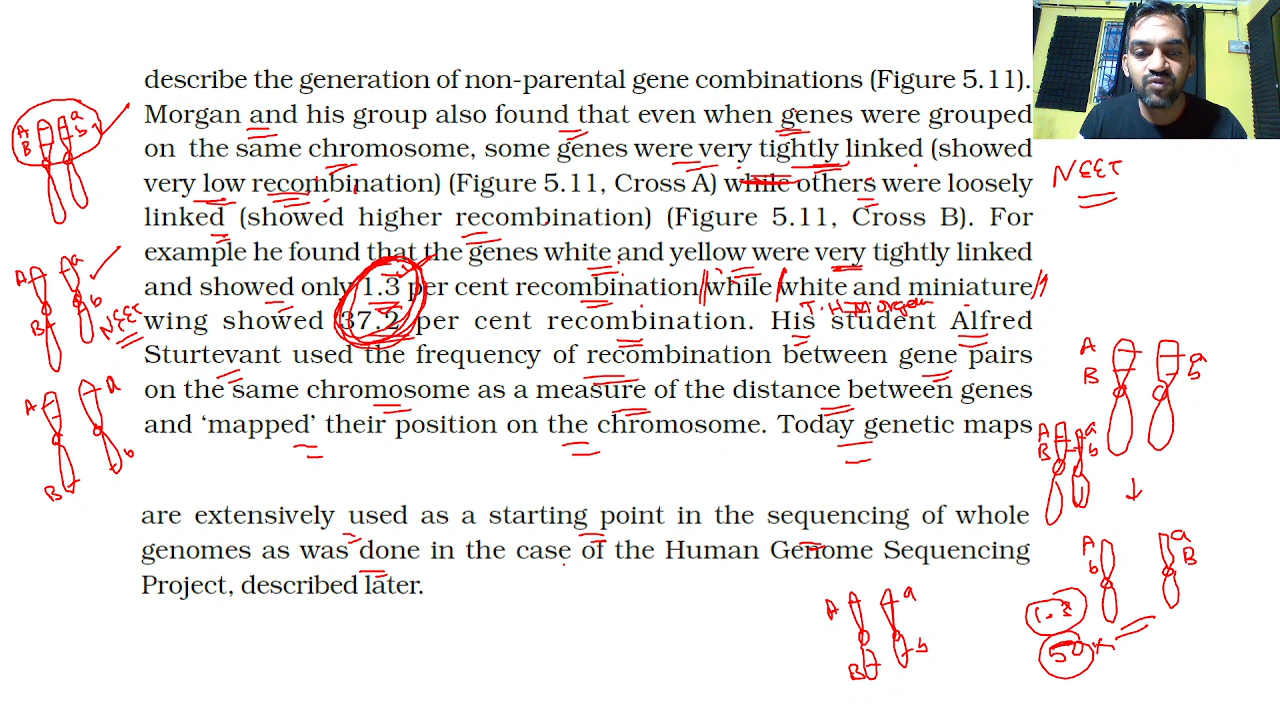 describe the generation of non-parental gene combinations (Figure 5.11).
Morgan and his group also found that even when genes were grouped
on the same chromosome, some genes were very tightly linked (showed
very low recombination) (Figure 5.11, Cross A) while others were loosely
linked (showed higher recombination) (Figure 5.11, Cross B). For
example he found that the genes white and yellow were very tightly linked
and showed only 1.3 per cent recombination while white and miniature
wing showed 37.2 per cent recombination. His student Alfred
Sturtevant used the frequency of recombination between gene pairs
on the same chromosome as a measure of the distance between genes
and ‘mapped’ their position on the chromosome. Today genetic maps
are extensively used as a starting point in the sequencing of whole
genomes as was done in the case of the Human Genome Sequencing
Project, described later.
NEET
T.H.Morgan
A a
B b
A a
B b
NEET
A a
B b
A a
B b
A a
B b
A a
b B
1.3
50
A a
B b